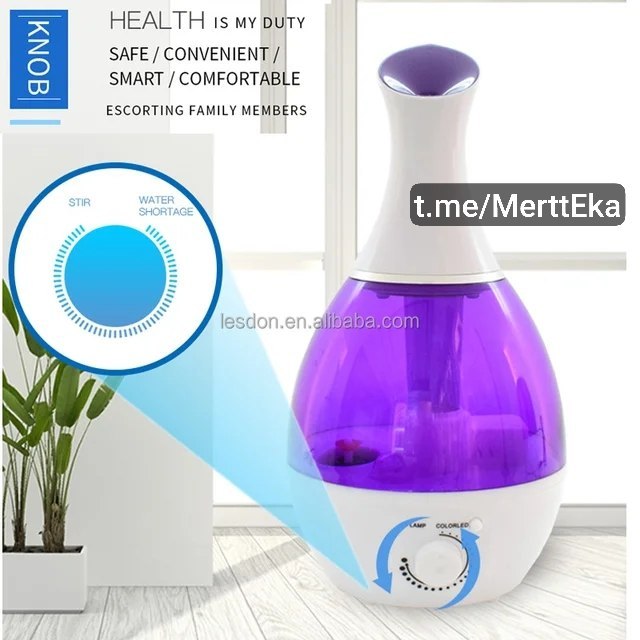 KNOB
HEALTH IS MY DUTY
SAFE / CONVENIENT /
SMART / COMFORTABLE
ESCORTING FAMILY MEMBERS
STIR
WATER
SHORTAGE
t.me/MerttEka
lesdon.en.alibaba.com
LAMP COLORLED